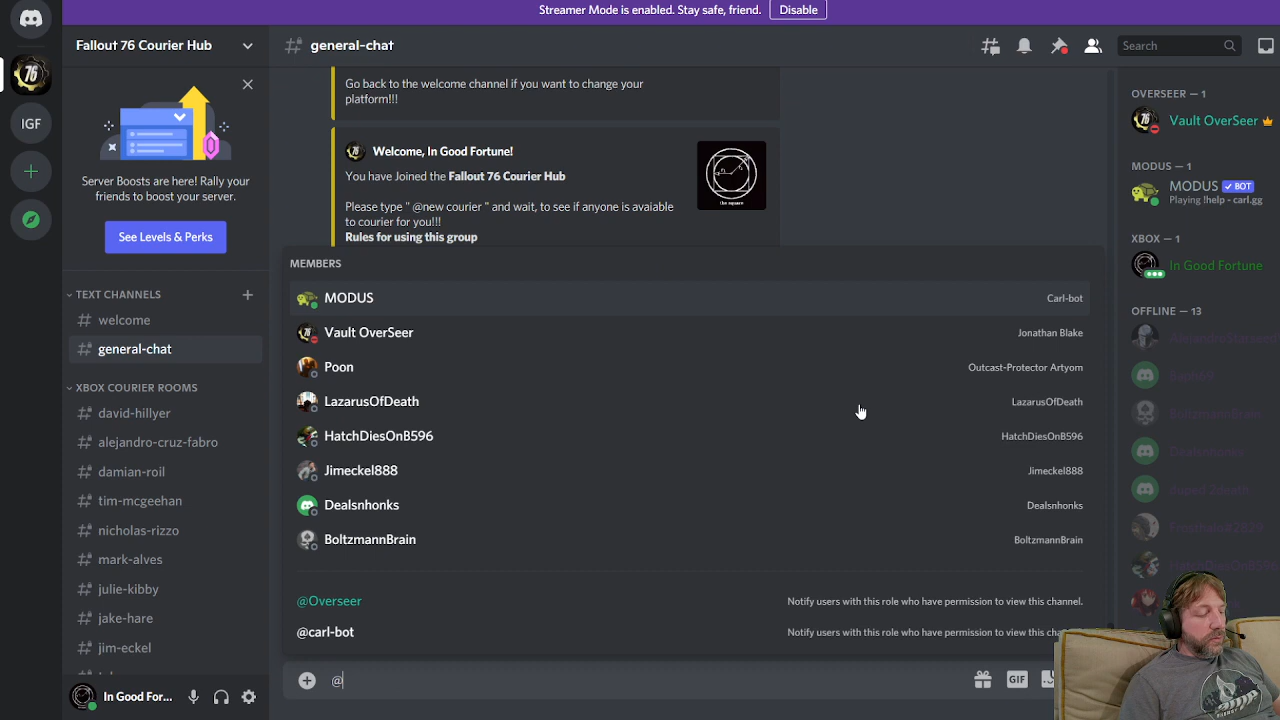 Streamer Mode is enabled. Stay safe, friend. Disable
Fallout 76 Courier Hub
general-chat
Search
76
IGF
Server Boosts are here! Rally your
friends to boost your server.
See Levels & Perks
TEXT CHANNELS
welcome
general-chat
XBOX COURIER ROOMS
david-hillyer
alejandro-cruz-fabro
damian-roil
tim-mcgeehan
nicholas-rizzo
mark-alves
julie-kibby
jake-hare
jim-eckel
In Good For...
Go back to the welcome channel if you want to change your
platform!!!
Welcome, In Good Fortune!
You have Joined the Fallout 76 Courier Hub
Please type " @new courier " and wait, to see if anyone is avaiable
to courier for you!!!
Rules for using this group
the square
MEMBERS
MODUS Carl-bot
Vault OverSeer Jonathan Blake
Poon Outcast-Protector Artyom
LazarusOfDeath LazarusOfDeath
HatchDiesOnB596 HatchDiesOnB596
Jimeckel888 Jimeckel888
Dealsnhonks Dealsnhonks
BoltzmannBrain BoltzmannBrain
@Overseer Notify users with this role who have permission to view this channel.
@carl-bot Notify users with this role who have permission to view this
@
GIF
OVERSEER — 1
Vault OverSeer
MODUS — 1
MODUS BOT
Playing !help - carl.gg
XBOX — 1
In Good Fortune
OFFLINE — 13
BoltzmannBrain
Dealsnhonks
HatchDiesOnB596